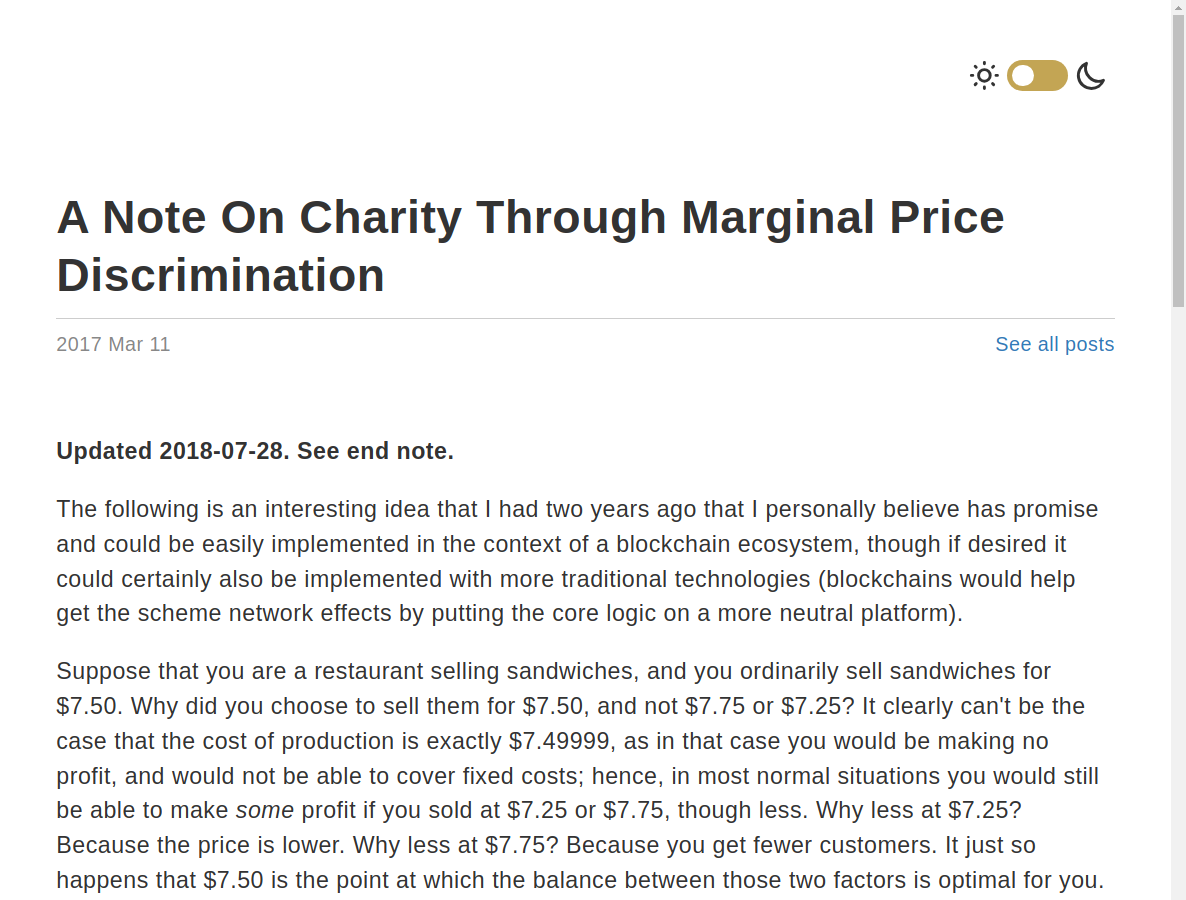 A Note On Charity Through Marginal Price
Discrimination
2017 Mar 11
See all posts
Updated 2018-07-28. See end note.
The following is an interesting idea that I had two years ago that I personally believe has promise
and could be easily implemented in the context of a blockchain ecosystem, though if desired it
could certainly also be implemented with more traditional technologies (blockchains would help
get the scheme network effects by putting the core logic on a more neutral platform).
Suppose that you are a restaurant selling sandwiches, and you ordinarily sell sandwiches for
$7.50. Why did you choose to sell them for $7.50, and not $7.75 or $7.25? It clearly can't be the
case that the cost of production is exactly $7.49999, as in that case you would be making no
profit, and would not be able to cover fixed costs; hence, in most normal situations you would still
be able to make some profit if you sold at $7.25 or $7.75, though less. Why less at $7.25?
Because the price is lower. Why less at $7.75? Because you get fewer customers. It just so
happens that $7.50 is the point at which the balance between those two factors is optimal for you.